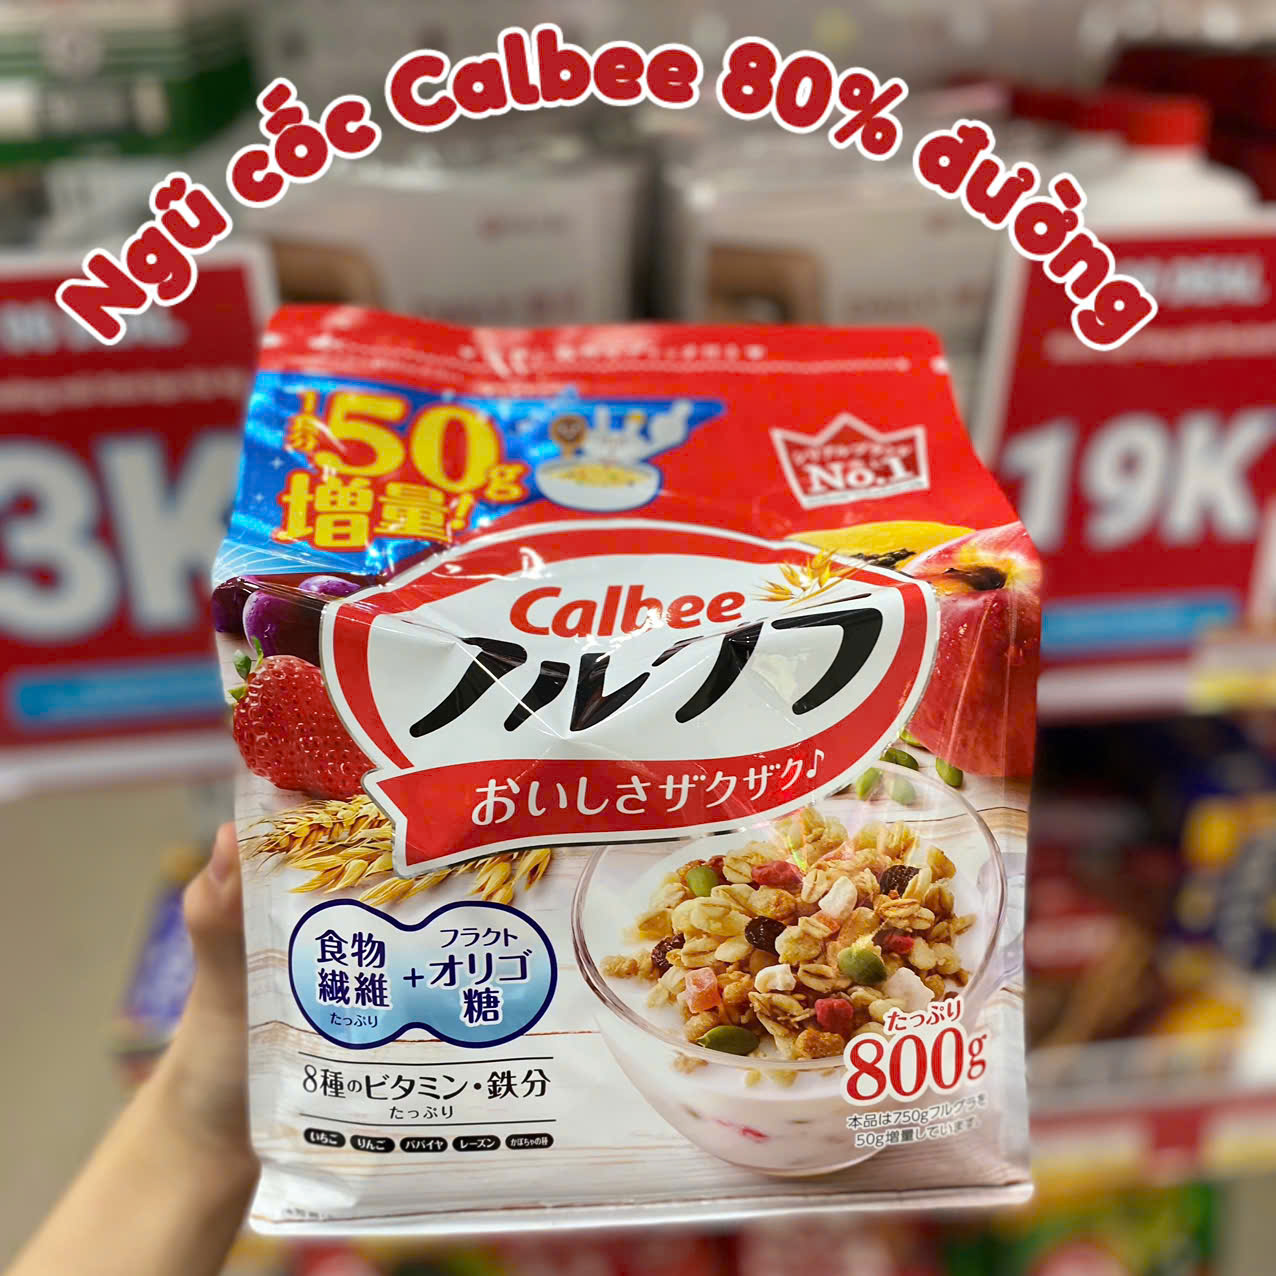 Ngũ cốc Calbee 80% đường
1食分
50g
増量!
No.1
Calbee
フルグラ
おいしさザクザク♪
食物
繊維
たっぷり
+
フラクト
オリゴ
糖
8種のビタミン・鉄分
たっぷり
いちご りんご パパイヤ レーズン かぼちゃの種
たっぷり
800g
本品は750gフルグラを
50g増量しています。
3K
19K